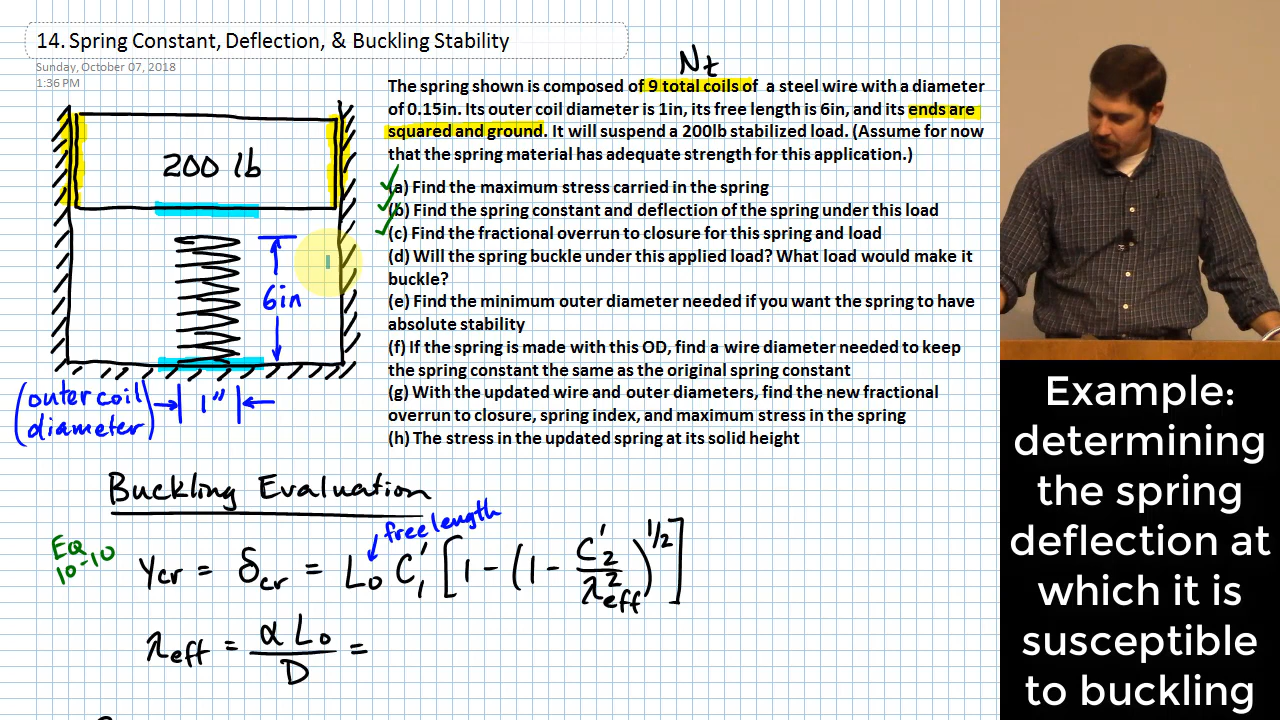 14. Spring Constant, Deflection, & Buckling Stability
Sunday, October 07, 2018
1:36 PM
Nt
The spring shown is composed of 9 total coils of a steel wire with a diameter
of 0.15in. Its outer coil diameter is 1in, its free length is 6in, and its ends are
squared and ground. It will suspend a 200lb stabilized load. (Assume for now
that the spring material has adequate strength for this application.)
(a) Find the maximum stress carried in the spring
(b) Find the spring constant and deflection of the spring under this load
(c) Find the fractional overrun to closure for this spring and load
(d) Will the spring buckle under this applied load? What load would make it
buckle?
(e) Find the minimum outer diameter needed if you want the spring to have
absolute stability
(f) If the spring is made with this OD, find a wire diameter needed to keep
the spring constant the same as the original spring constant
(g) With the updated wire and outer diameters, find the new fractional
overrun to closure, spring index, and maximum stress in the spring
(h) The stress in the updated spring at its solid height
200 lb
6in
(outer coil
diameter)
1"
Buckling Evaluation
free length
EQ
10-10
ycr = δcr = L₀ C₁' [1 - (1 - C₂'/λ²eff)^1/2]
λeff = α L₀ / D =
Example:
determining
the spring
deflection at
which it is
susceptible
to buckling